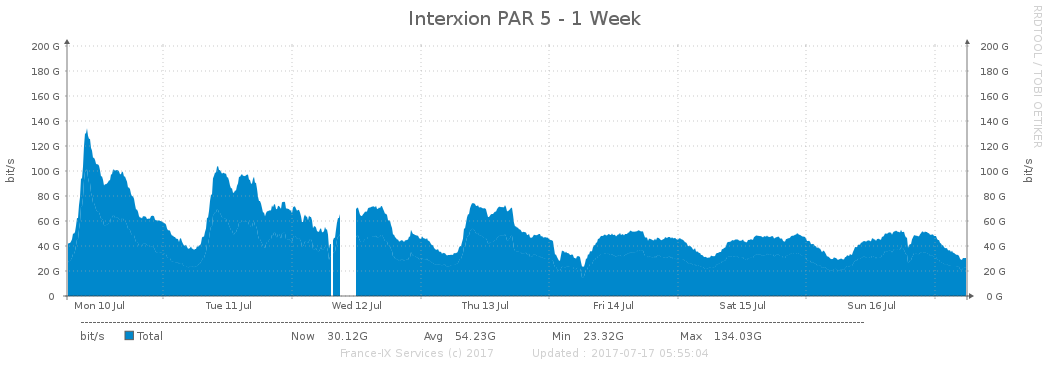 Interxion PAR 5 - 1 Week
RRDTOOL / TOBI OETIKER
bit/s
200 G 200 G
180 G 180 G
160 G 160 G
140 G 140 G
120 G 120 G
100 G 100 G
80 G 80 G
60 G 60 G
40 G 40 G
20 G 20 G
0 0 G
bit/s
Mon 10 Jul Tue 11 Jul Wed 12 Jul Thu 13 Jul Fri 14 Jul Sat 15 Jul Sun 16 Jul
bit/s Total Now 30.12G Avg 54.23G Min 23.32G Max 134.03G
France-IX Services (c) 2017 Updated : 2017-07-17 05:55:04